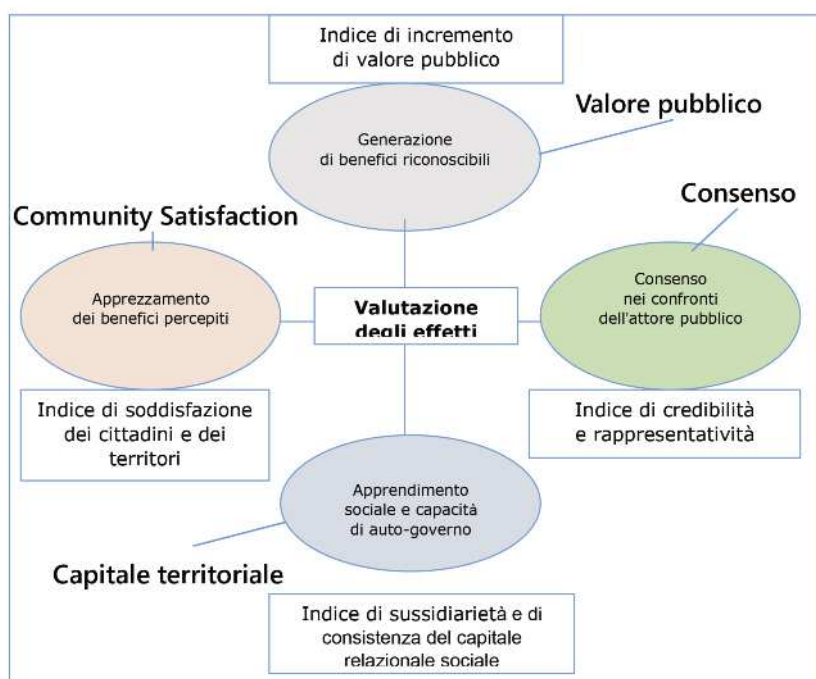 Indice di incremento
di valore pubblico
Valore pubblico
Generazione
di benefici riconoscibili
Consenso
Community Satisfaction
Apprezzamento
dei benefici percepiti
Valutazione
degli effetti
Consenso
nei confronti
dell'attore pubblico
Indice di soddisfazione
dei cittadini e dei
territori
Indice di credibilità
e rappresentatività
Apprendimento
sociale e capacità
di auto-governo
Capitale territoriale
Indice di sussidiarietà e di
consistenza del capitale
relazionale sociale